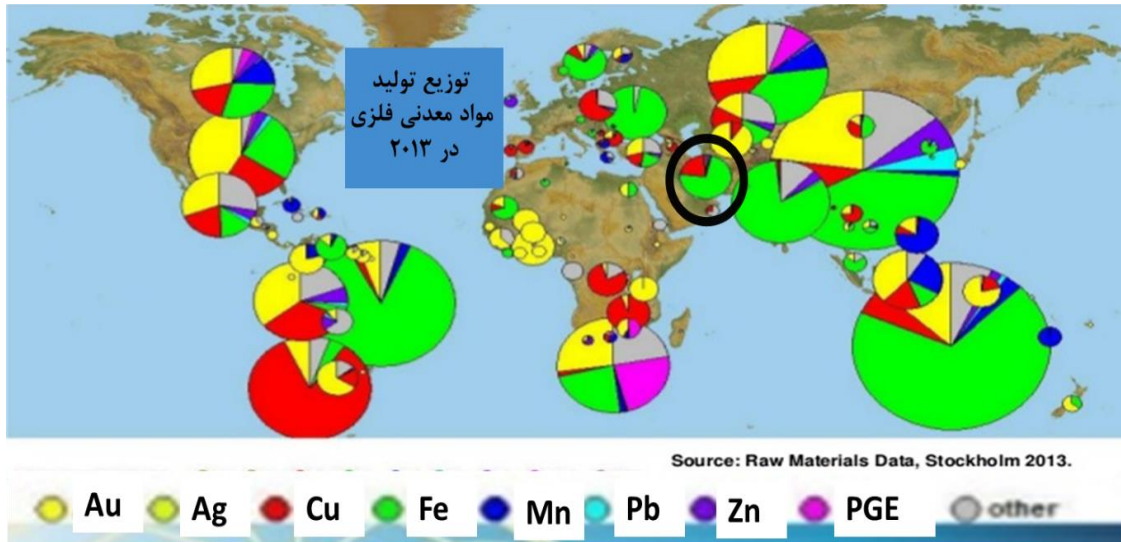 توزیع تولید
مواد معدنی فلزی
در ۲۰۱۳
Source: Raw Materials Data, Stockholm 2013.
Au Ag Cu Fe Mn Pb Zn PGE other